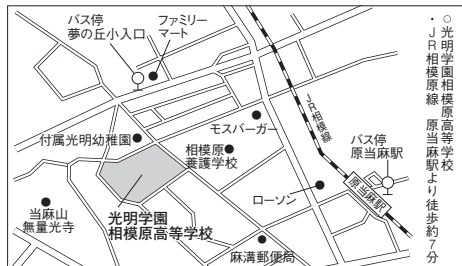 ○光明学園相模原高等学校
・JR相模原線 原当麻駅より徒歩約7分
バス停
夢の丘小入口
ファミリー
マート
付属光明幼稚園
モスバーガー
相模原
養護学校
JR相模線
バス停
原当麻駅
ローソン
原当麻駅
当麻山
無量光寺
光明学園
相模原高等学校
麻溝郵便局